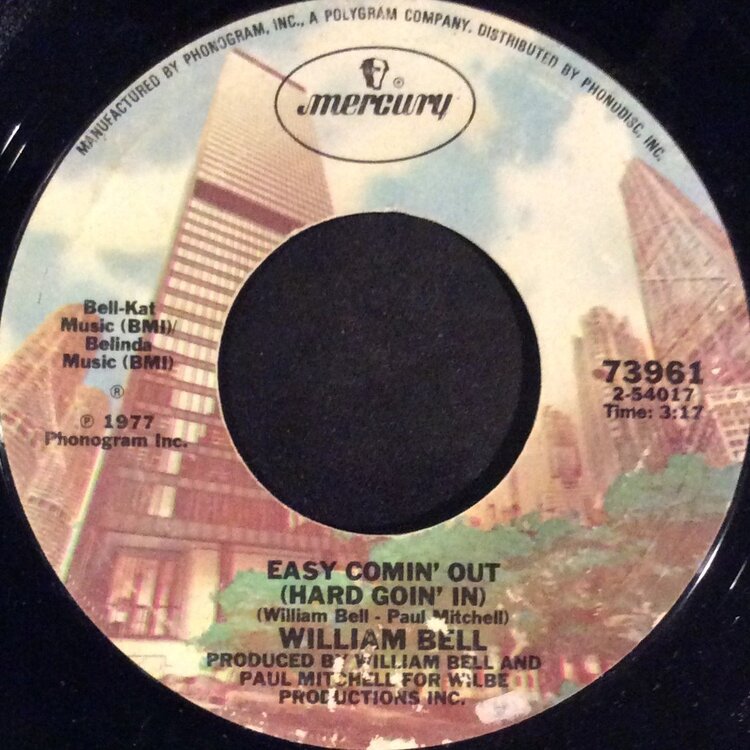 MANUFACTURED BY PHONOGRAM, INC., A POLYGRAM COMPANY. DISTRIBUTED BY PHONODISC, INC.
mercury ®
Bell-Kat
Music (BMI)/
Belinda
Music (BMI)
®
℗ 1977
Phonogram Inc.
73961
2-54017
Time: 3:17
EASY COMIN' OUT
(HARD GOIN' IN)
(William Bell - Paul Mitchell)
WILLIAM BELL
PRODUCED BY WILLIAM BELL AND
PAUL MITCHELL FOR WILBE
PRODUCTIONS INC.